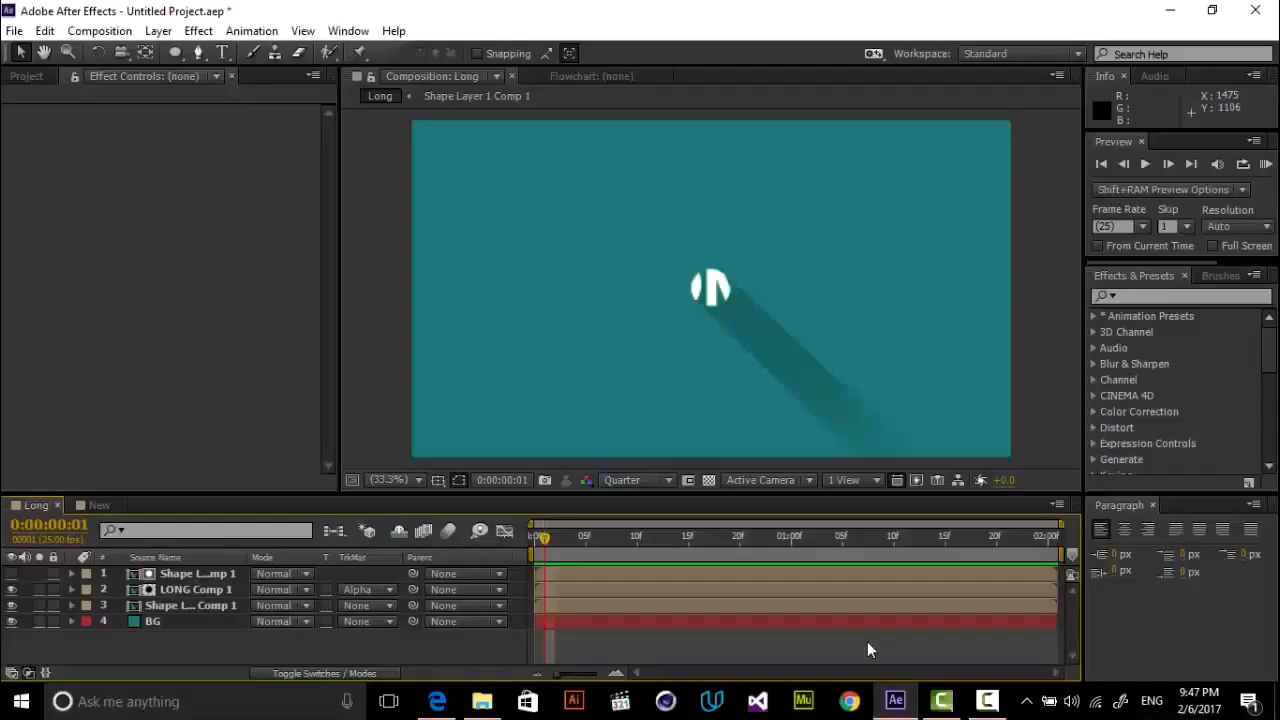 Adobe After Effects - Untitled Project.aep *
File Edit Composition Layer Effect Animation View Window Help
Snapping Workspace: Standard Search Help
Project Effect Controls: (none) Composition: Long Flowchart: (none) Info Audio
Long Shape Layer 1 Comp 1
R: X: 1475
G: Y: 1106
B:
Preview
Shift+RAM Preview Options
Frame Rate Skip Resolution
(25) 1 Auto
From Current Time Full Screen
Effects & Presets Brushes
* Animation Presets
3D Channel
Audio
Blur & Sharpen
Channel
CINEMA 4D
Color Correction
Distort
Expression Controls
Generate
(33.3%) 0:00:00:01 Quarter Active Camera 1 View +0.0
Long New Paragraph
0:00:00:01
00001 (25.00 fps)
05f 10f 15f 20f 01:00f 05f 10f 15f 20f 02:00f
# Source Name Mode T TrkMat Parent
1 Shape L...mp 1 Normal None
2 LONG Comp 1 Normal Alpha None
3 Shape L... Comp 1 Normal None None
4 BG Normal None None
0 px 0 px 0 px
0 px 0 px
Toggle Switches / Modes
Ask me anything
Ai 321 Mu Ae C C ENG 9:47 PM
2/6/2017